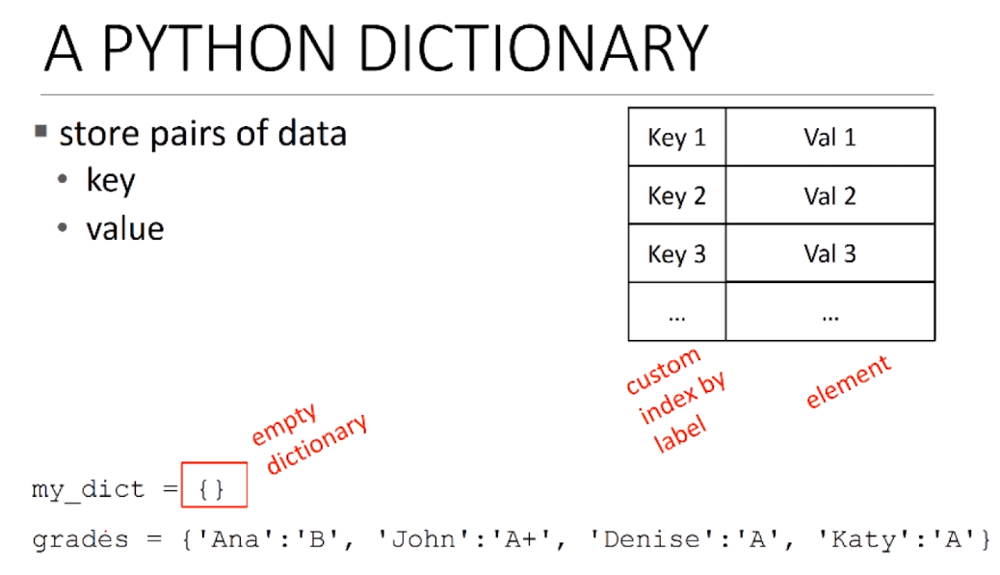 A PYTHON DICTIONARY
▪ store pairs of data
• key
• value
Key 1 Val 1
Key 2 Val 2
Key 3 Val 3
... ...
custom
index by
label
element
empty
dictionary
my_dict = {}
grades = {'Ana':'B', 'John':'A+', 'Denise':'A', 'Katy':'A'}